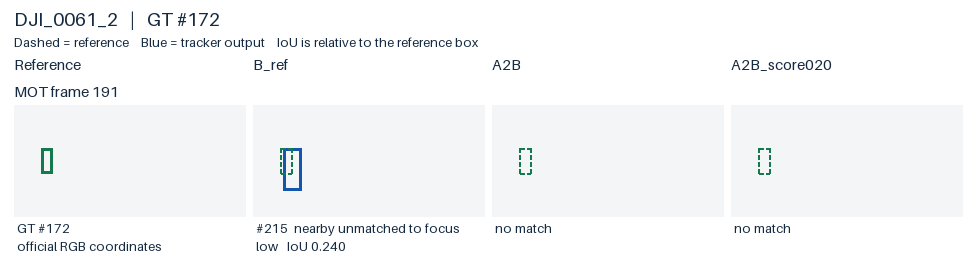 DJI_0061_2 | GT #172
Dashed = reference Blue = tracker output IoU is relative to the reference box
Reference B_ref A2B A2B_score020
MOT frame 191
GT #172 #215 nearby unmatched to focus no match no match
official RGB coordinates low IoU 0.240